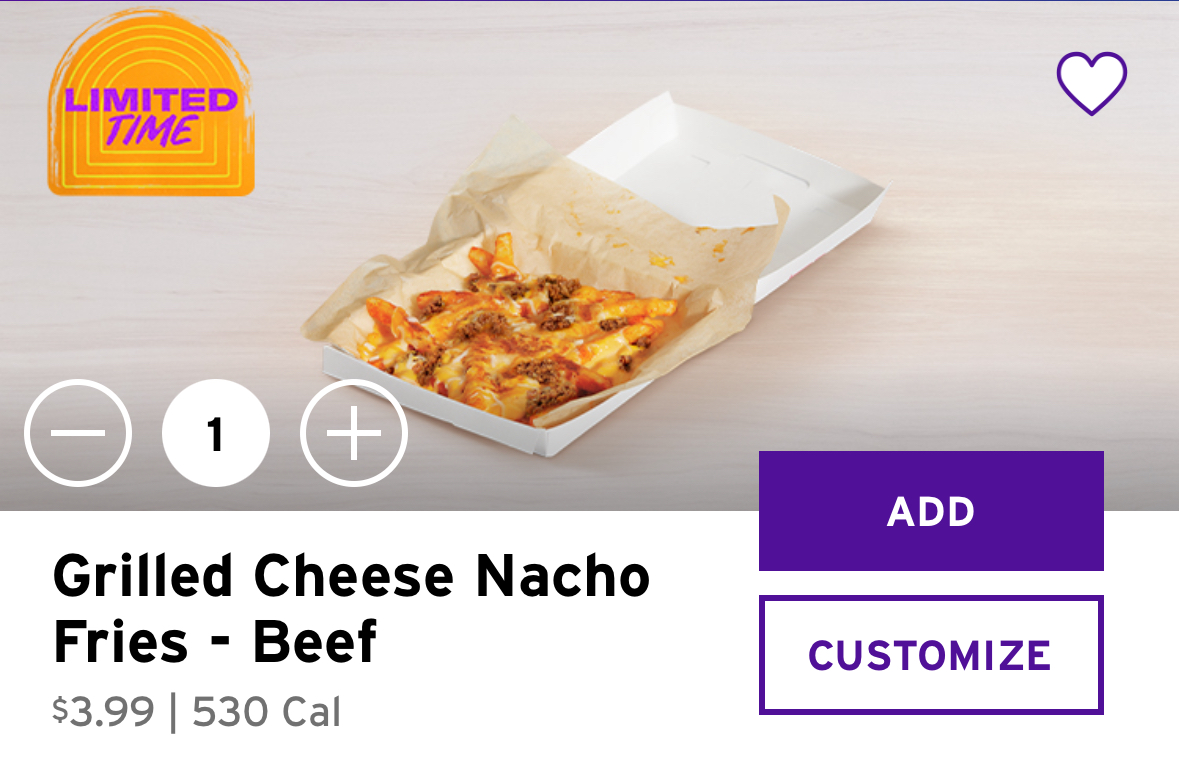 LIMITED
TIME
1
ADD
Grilled Cheese Nacho
Fries - Beef
CUSTOMIZE
$3.99 | 530 Cal